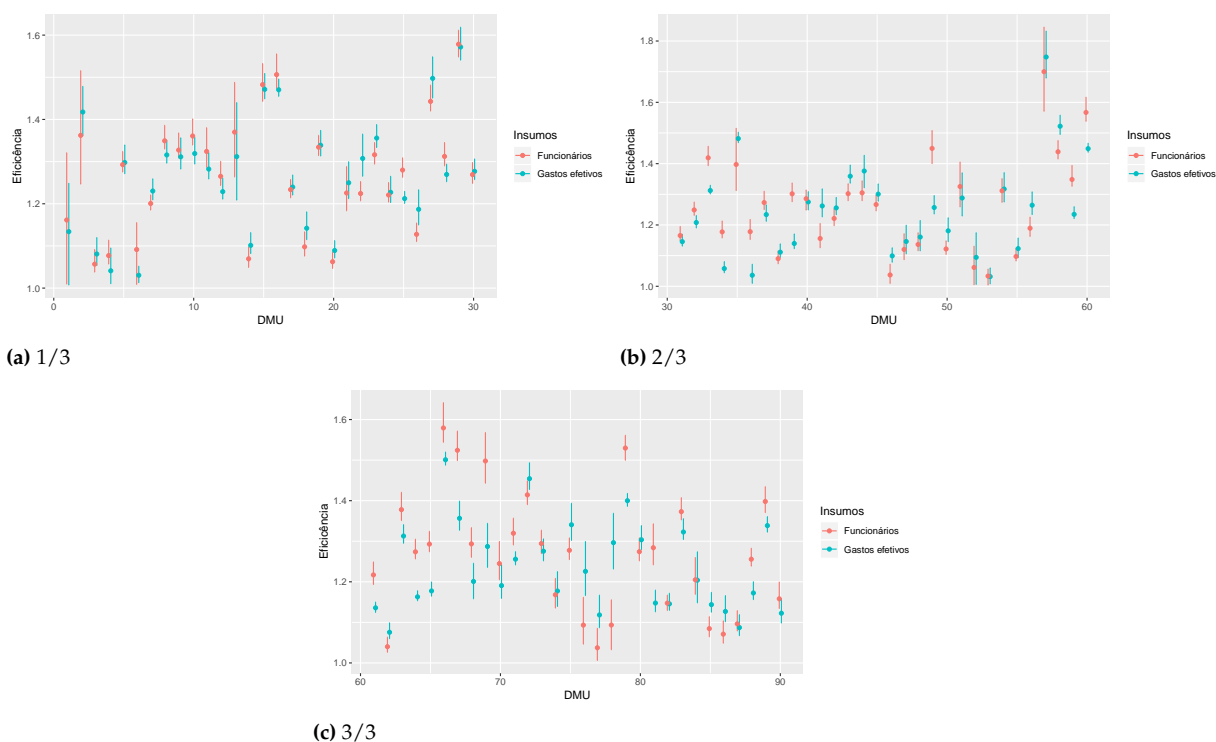 1.6
1.4
1.2
1.0
Eficicência
0
10
20
30
DMU
Insumos
Funcionários
Gastos efetivos
(a) 1/3
1.8
1.6
1.4
1.2
1.0
Eficicência
30
40
50
60
DMU
Insumos
Funcionários
Gastos efetivos
(b) 2/3
1.6
1.4
1.2
1.0
Eficicência
60
70
80
90
DMU
Insumos
Funcionários
Gastos efetivos
(c) 3/3